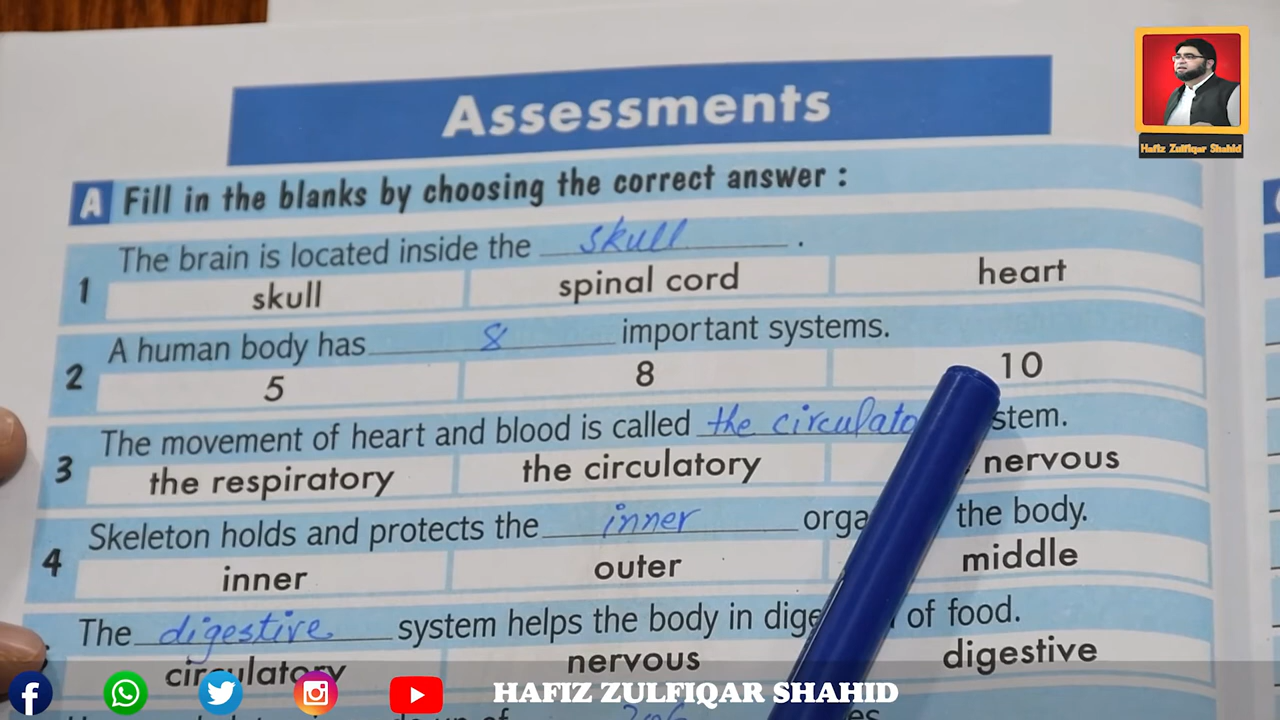 Assessments
Hafiz Zulfiqar Shahid
A Fill in the blanks by choosing the correct answer :
1 The brain is located inside the skull .
skull spinal cord heart
2 A human body has 8 important systems.
5 8 10
3 The movement of heart and blood is called the circulato stem.
the respiratory the circulatory nervous
4 Skeleton holds and protects the inner orga the body.
inner outer middle
The digestive system helps the body in dige of food.
circulatory nervous digestive
HAFIZ ZULFIQAR SHAHID